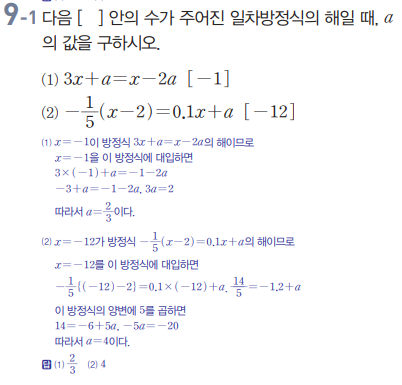 9-1 다음 [ ] 안의 수가 주어진 일차방정식의 해일 때, a
의 값을 구하시오.
(1) 3x+a=x-2a [-1]
(2) -1/5(x-2)=0.1x+a [-12]
(1) x=-1이 방정식 3x+a=x-2a의 해이므로
x=-1을 이 방정식에 대입하면
3×(-1)+a=-1-2a
-3+a=-1-2a, 3a=2
따라서 a=2/3이다.
(2) x=-12가 방정식 -1/5(x-2)=0.1x+a의 해이므로
x=-12를 이 방정식에 대입하면
-1/5{(-12)-2}=0.1×(-12)+a, 14/5=-1.2+a
이 방정식의 양변에 5를 곱하면
14=-6+5a, -5a=-20
따라서 a=4이다.
답 (1) 2/3 (2) 4